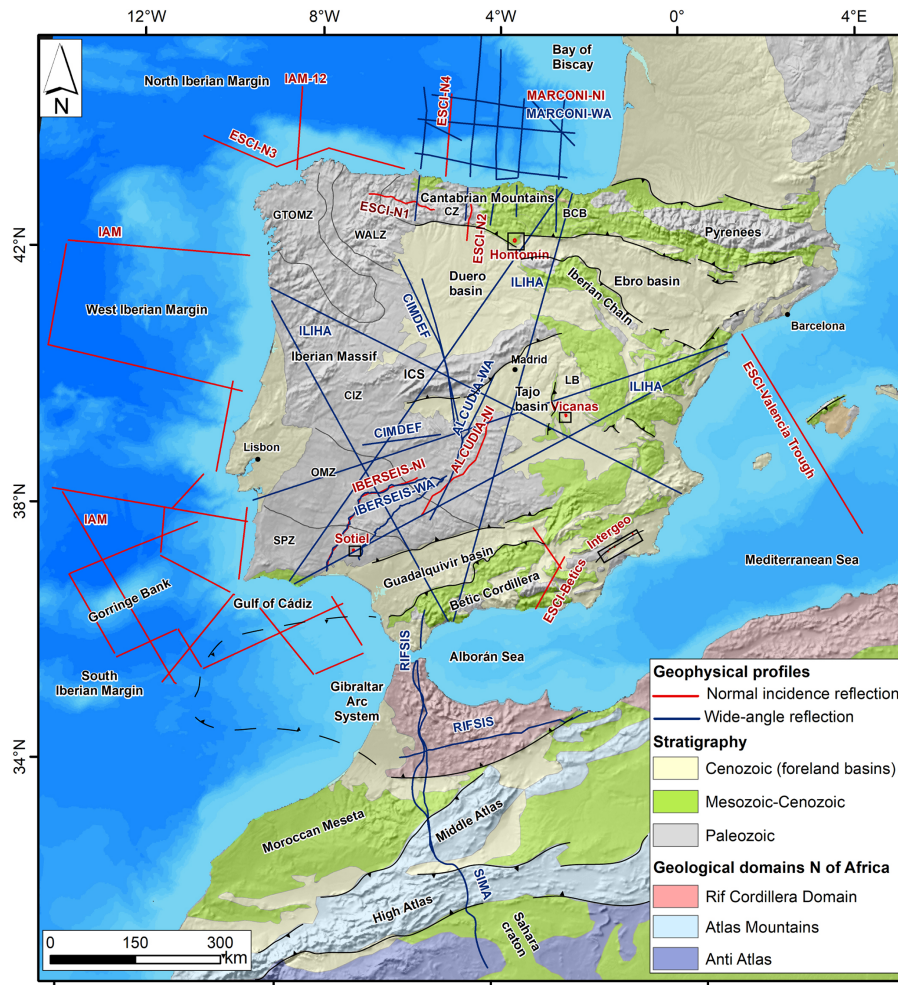 12°W
8°W
4°W
0°
4°E
Bay of
Biscay
North Iberian Margin
IAM-12
ESCI-N4
MARCONI-NI
MARCONI-WA
ESCI-N3
N
Cantabrian Mountains
ESCI-N1
CZ
GTOMZ
WALZ
ESCI-N2
BCB
Pyrenees
42°N
IAM
Hontomin
Duero
basin
ILIHA
Iberian Chain
Ebro basin
West Iberian Margin
CIMDEF
ILIHA
Barcelona
Iberian Massif
ICS
Madrid
ALCUDIA-WA
LB
ILIHA
CIZ
Tajo
basin
Vicanas
ESCI-Valencia Trough
CIMDEF
ALCUDIA-NI
Lisbon
OMZ
IBERSEIS-NI
IBERSEIS-WA
38°N
IAM
SPZ
Sotiel
Intergeo
Guadalquivir basin
ESCI-Betics
Mediterranean Sea
Gorringe Bank
Betic Cordillera
Gulf of Cádiz
RIFSIS
Alborán Sea
South
Iberian Margin
Gibraltar
Arc
System
RIFSIS
34°N
Moroccan Meseta
Middle Atlas
SIMA
High Atlas
Sahara
craton
0
150
300
km
Geophysical profiles
Normal incidence reflection
Wide-angle reflection
Stratigraphy
Cenozoic (foreland basins)
Mesozoic-Cenozoic
Paleozoic
Geological domains N of Africa
Rif Cordillera Domain
Atlas Mountains
Anti Atlas